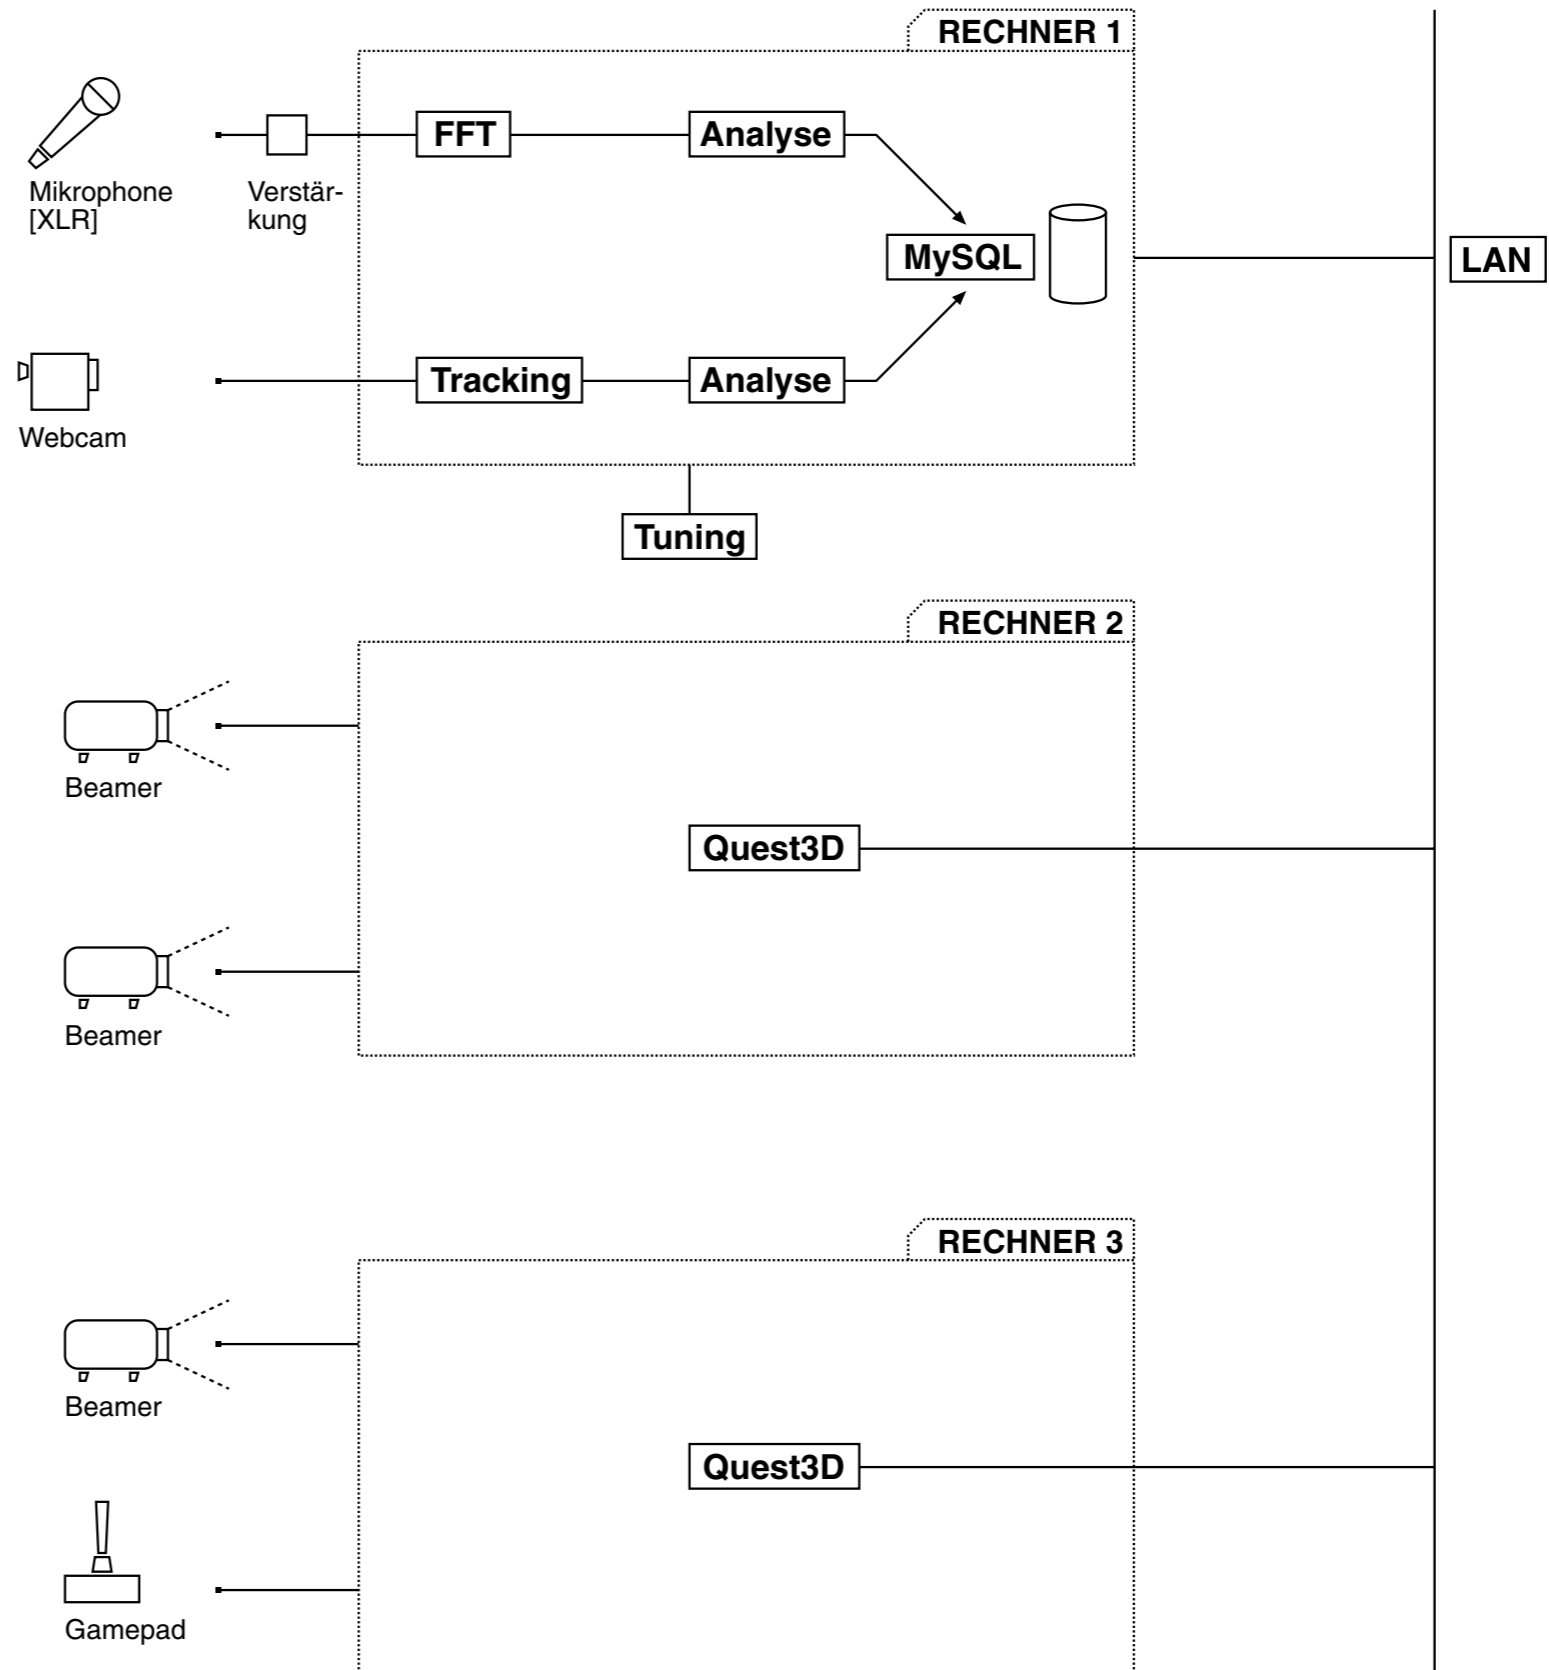 RECHNER 1
FFT
Analyse
Mikrophone
[XLR]
Verstär-
kung
MySQL
LAN
Tracking
Analyse
Webcam
Tuning
RECHNER 2
Beamer
Quest3D
Beamer
RECHNER 3
Beamer
Quest3D
Gamepad